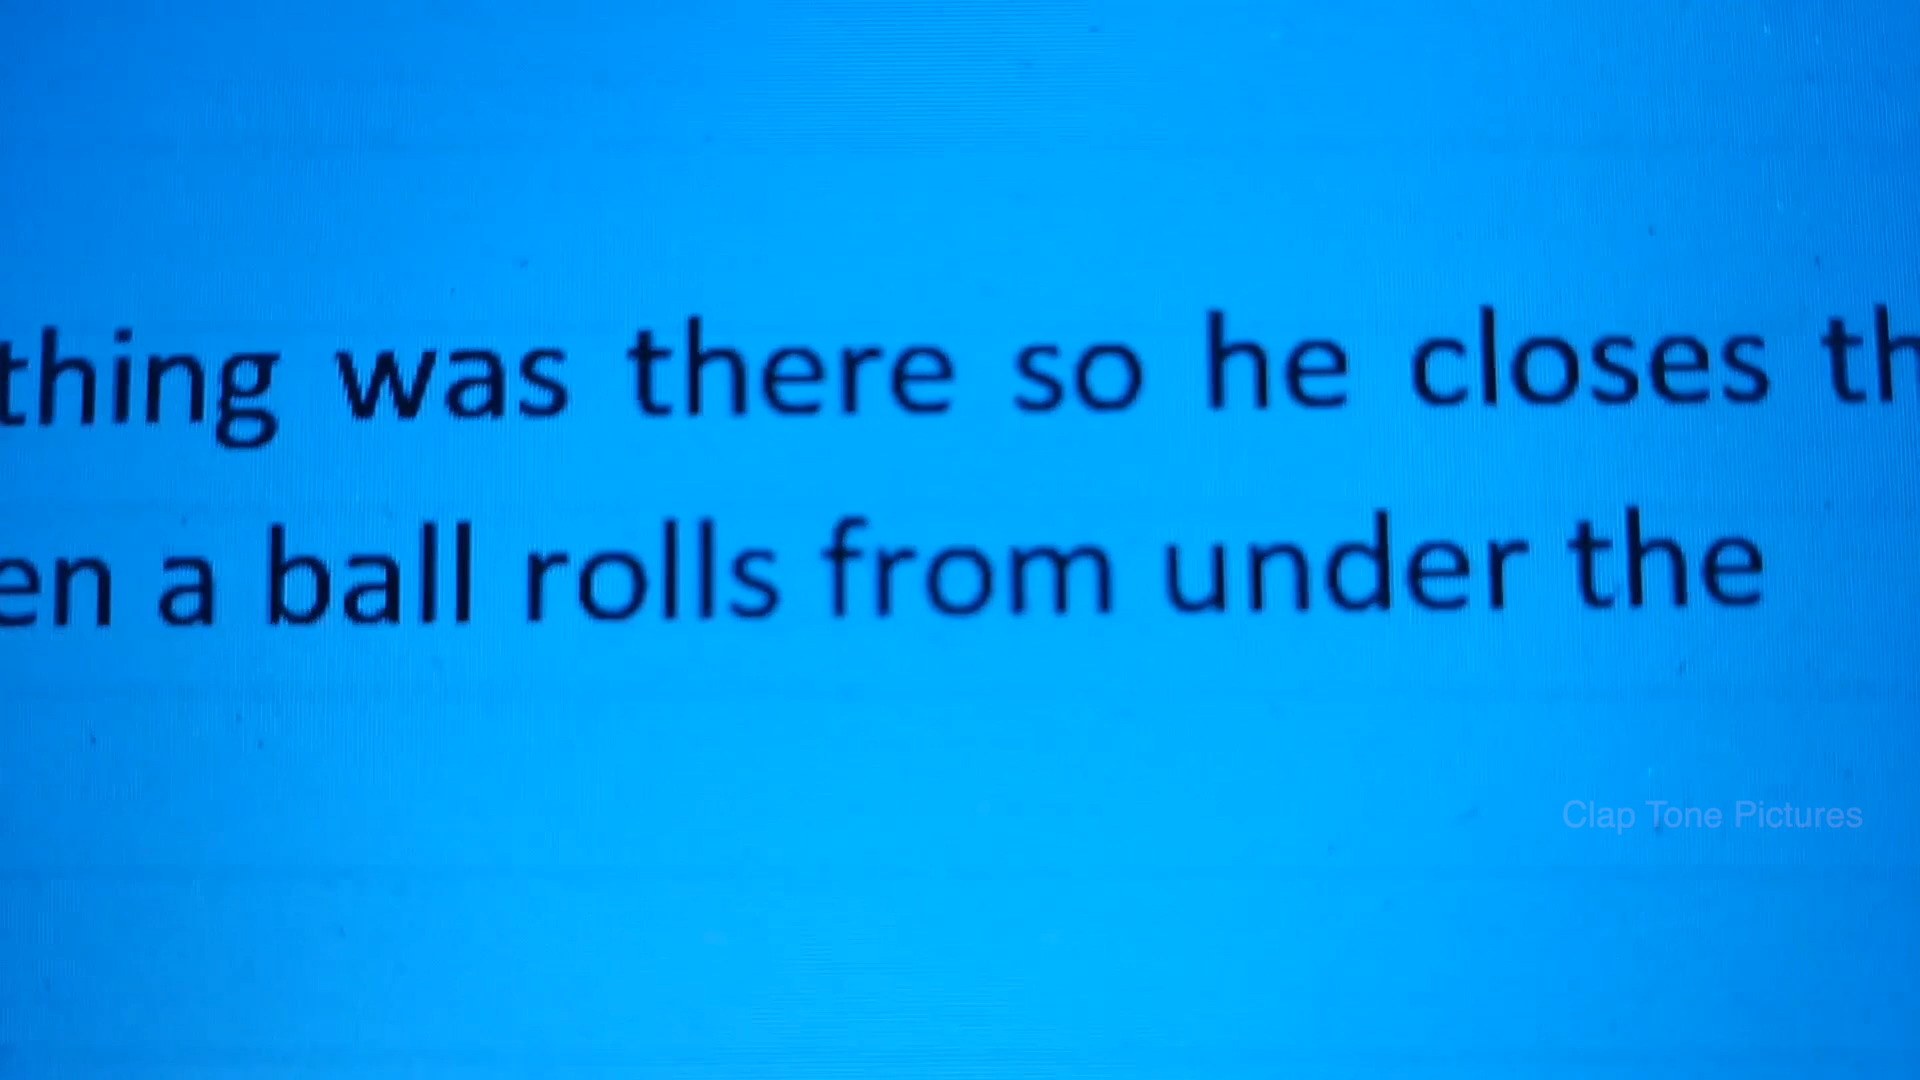 thing was there so he closes th
en a ball rolls from under the
Clap Tone Pictures